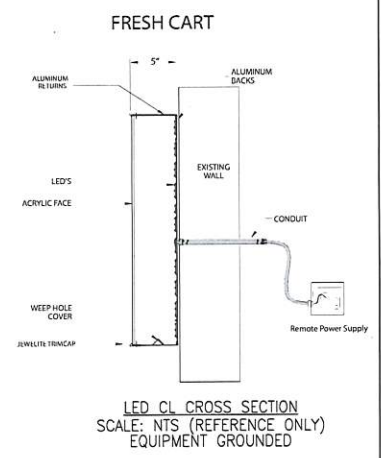 FRESH CART
5"
ALUMINUM
RETURNS
ALUMINUM
BACKS
EXISTING
WALL
LED'S
ACRYLIC FACE
CONDUIT
WEEP HOLE
COVER
Remote Power Supply
JEWELITE TRIMCAP
LED CL CROSS SECTION
SCALE: NTS (REFERENCE ONLY)
EQUIPMENT GROUNDED